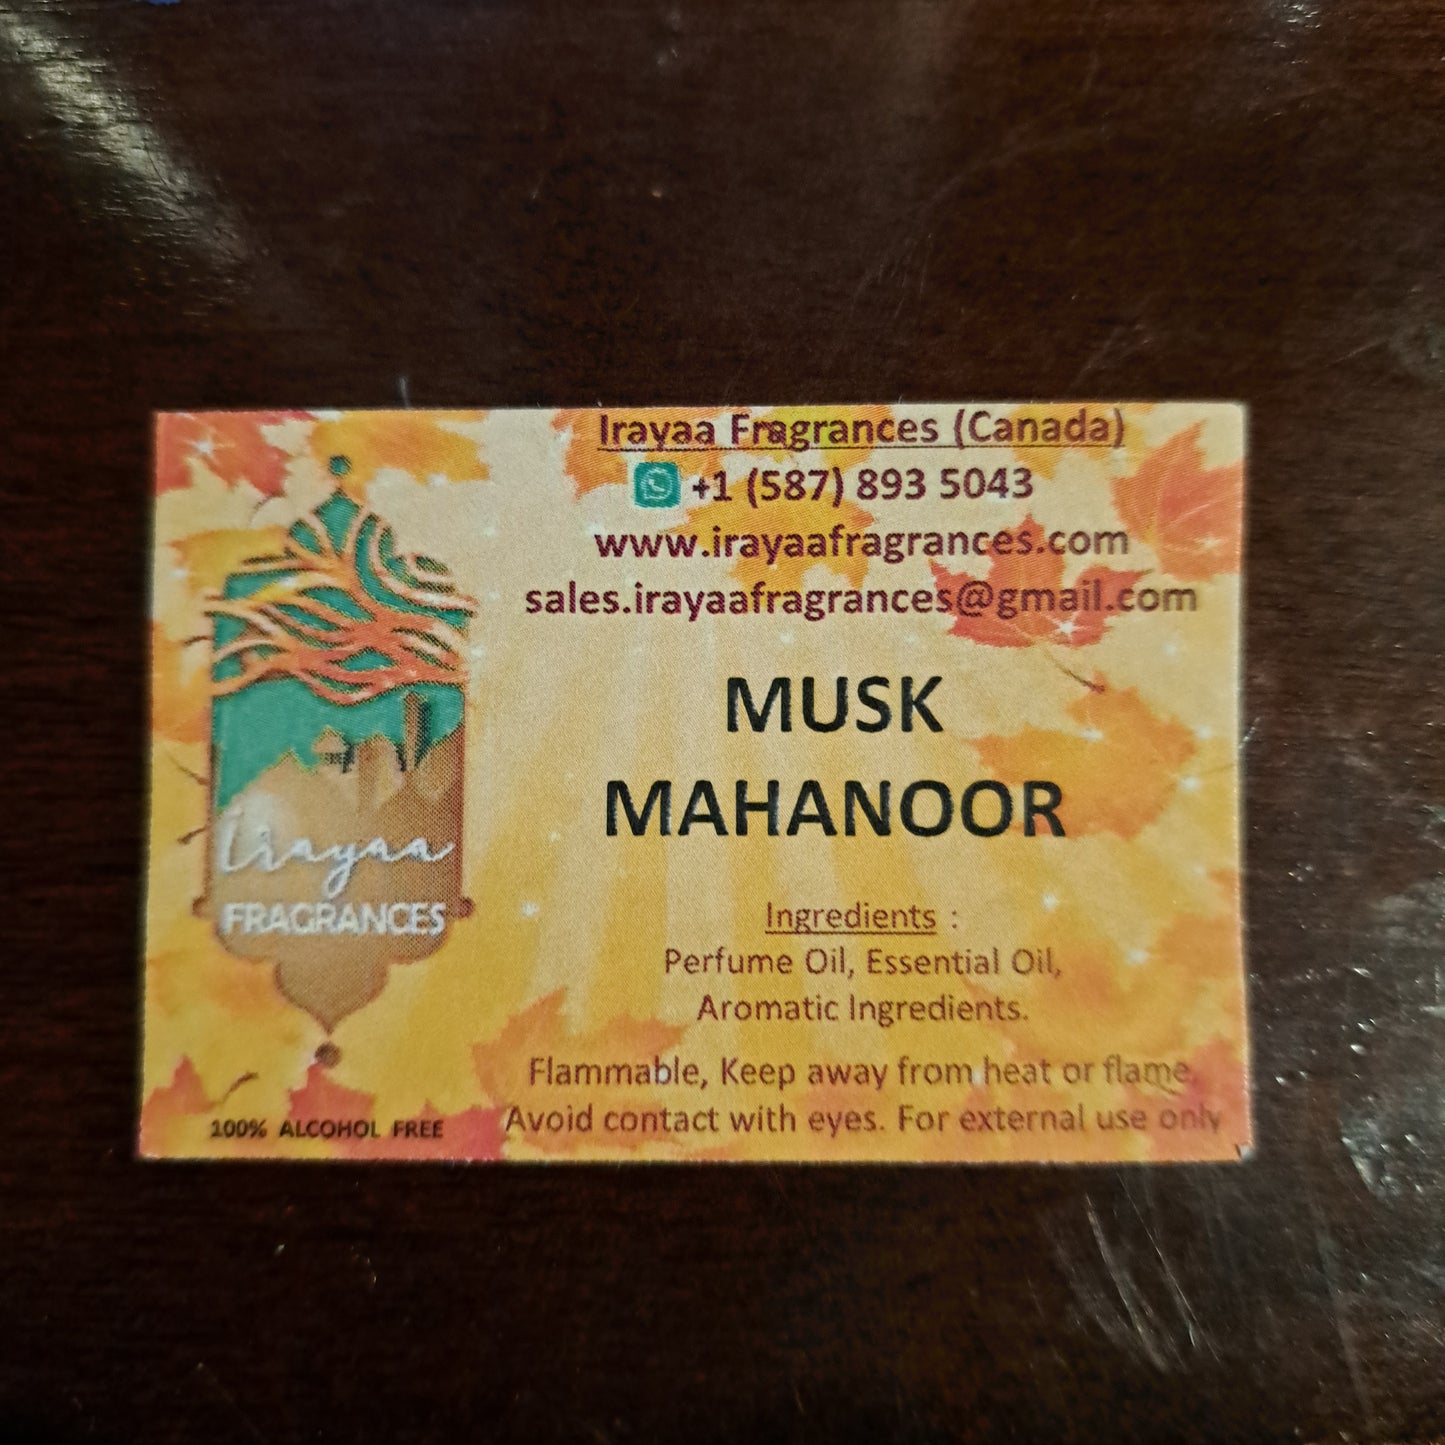 Irayaa Fragrances (Canada)
+1 (587) 893 5043
www.irayaafragrances.com
sales.irayaafragrances@gmail.com
MUSK
MAHANOOR
Irayaa
FRAGRANCES
Ingredients :
Perfume Oil, Essential Oil,
Aromatic Ingredients.
Flammable, Keep away from heat or flame.
Avoid contact with eyes. For external use only
100% ALCOHOL FREE